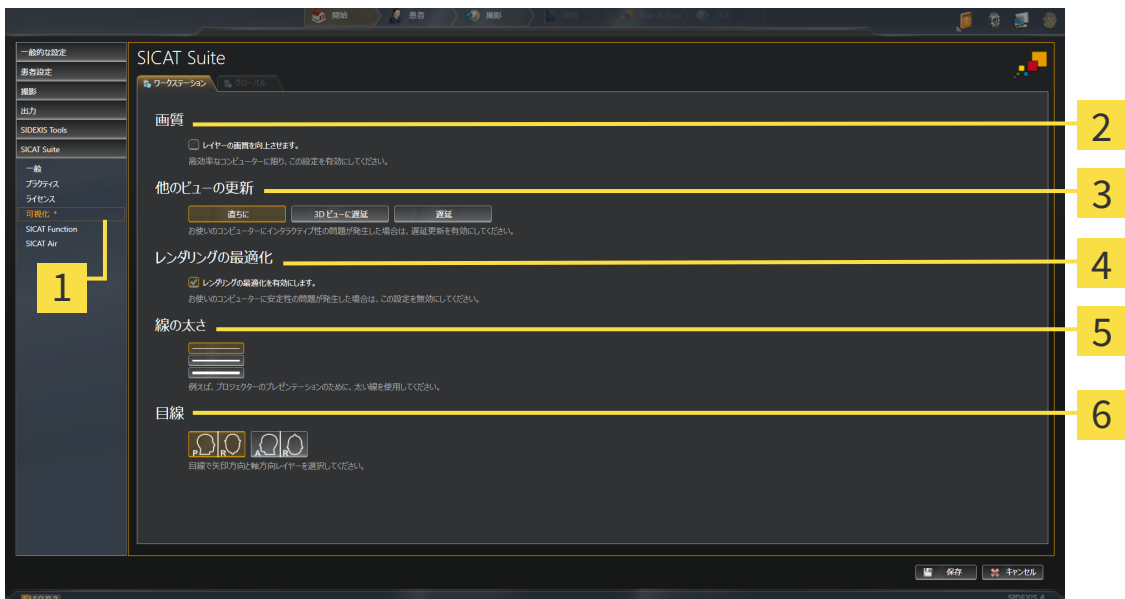 開始
患者
撮影
SICAT Suite
ワークステーション
グローバル
一般的な設定
患者設定
撮影
出力
SIDEXIS Tools
SICAT Suite
一般
プラクティス
ライセンス
可視化 *
SICAT Function
SICAT Air
1
画質
2
レイヤーの画質を向上させます。
高効率なコンピューターに限り、この設定を有効にしてください。
他のビューの更新
3
直ちに
3D ビューに遅延
遅延
お使いのコンピューターにインタラクティブ性の問題が発生した場合は、遅延更新を有効にしてください。
レンダリングの最適化
4
レンダリングの最適化を有効にします。
お使いのコンピューターに安定性の問題が発生した場合は、この設定を無効にしてください。
線の太さ
5
例えば、プロジェクターのプレゼンテーションのために、太い線を使用してください。
目線
6
P R
A R
目線で矢印方向と軸方向レイヤーを選択してください。
保存
キャンセル
SIDEXIS 4